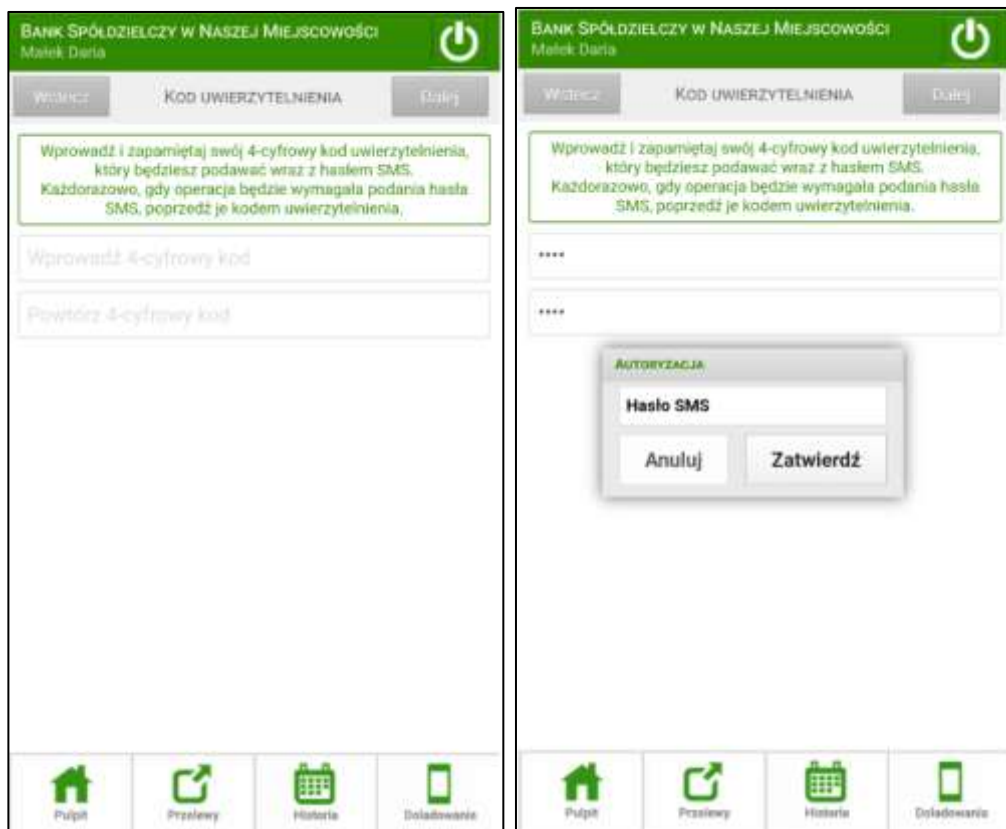 BANK SPÓŁDZIELCZY W NASZEJ MIEJSCOWOŚCI
Małek Daria
Wstecz
KOD UWIERZYTELNIENIA
Dalej
Wprowadź i zapamiętaj swój 4-cyfrowy kod uwierzytelnienia,
który będziesz podawać wraz z hasłem SMS.
Każdorazowo, gdy operacja będzie wymagała podania hasła
SMS, poprzedź je kodem uwierzytelnienia.
Wprowadź 4-cyfrowy kod
Powtórz 4-cyfrowy kod
Pulpit
Przelewy
Historia
Doładowania
BANK SPÓŁDZIELCZY W NASZEJ MIEJSCOWOŚCI
Małek Daria
Wstecz
KOD UWIERZYTELNIENIA
Dalej
Wprowadź i zapamiętaj swój 4-cyfrowy kod uwierzytelnienia,
który będziesz podawać wraz z hasłem SMS.
Każdorazowo, gdy operacja będzie wymagała podania hasła
SMS, poprzedź je kodem uwierzytelnienia.
••••
••••
AUTORYZACJA
Hasło SMS
Anuluj
Zatwierdź
Pulpit
Przelewy
Historia
Doładowania